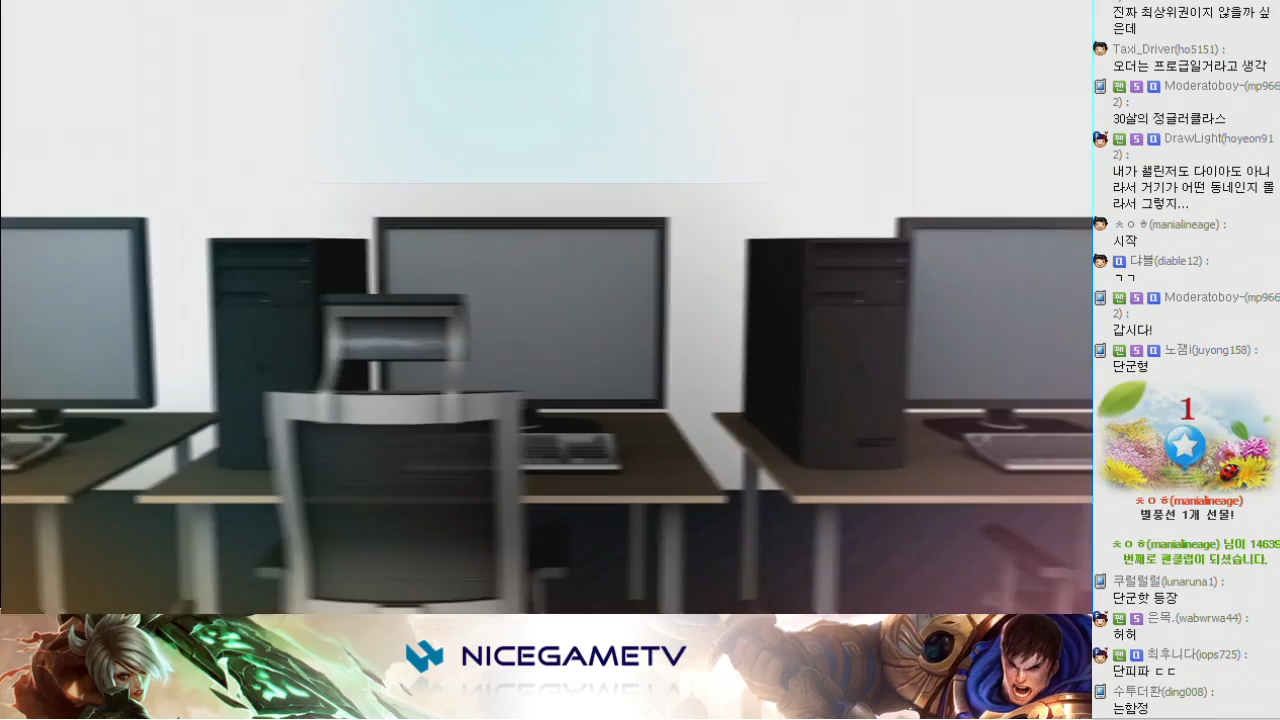 진짜 최상위권이지 않을까 싶
은데
Taxi_Driver(ho5151) :
오더는 프로급일거라고 생각
팬 S Moderatoboy-(mp966
2) :
30살의 정글러클라스
팬 S DrawLight(hoyeon91
2) :
내가 챌린저도 다이아도 아니
라서 거기가 어떤 동네인지 몰
라서 그렇지...
ㅊㅇㅎ(manialineage) :
시작
댜블(diable12) :
ㄱㄱ
팬 S Moderatoboy-(mp966
2) :
갑시다!
팬 S 노잼i(juyong158) :
단군형
1
ㅊㅇㅎ(manialineage)
별풍선 1개 선물!
ㅊㅇㅎ(manialineage) 님이 14639
번째로 팬클럽이 되셨습니다.
쿠럴럴럴(lunaruna1) :
단군핫 등장
팬 S 은목.(wabwrwa44) :
허허
팬 최후니다(iops725) :
단피파 ㄷㄷ
수투더환(ding008) :
는함정
NICEGAMETV